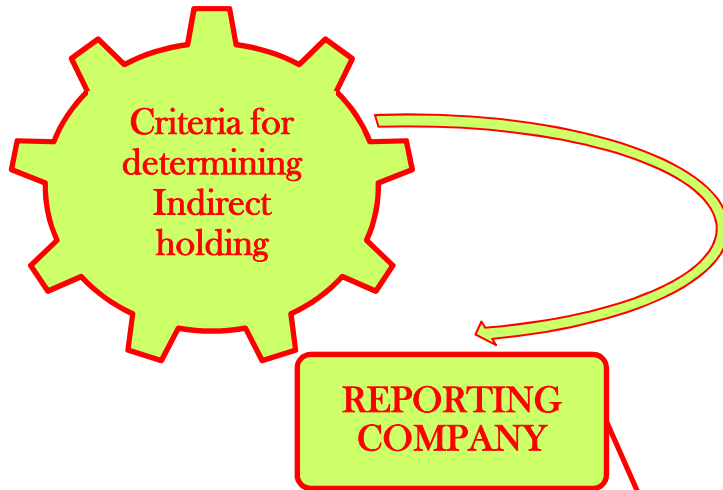 Criteria for
determining
Indirect
holding
REPORTING
COMPANY